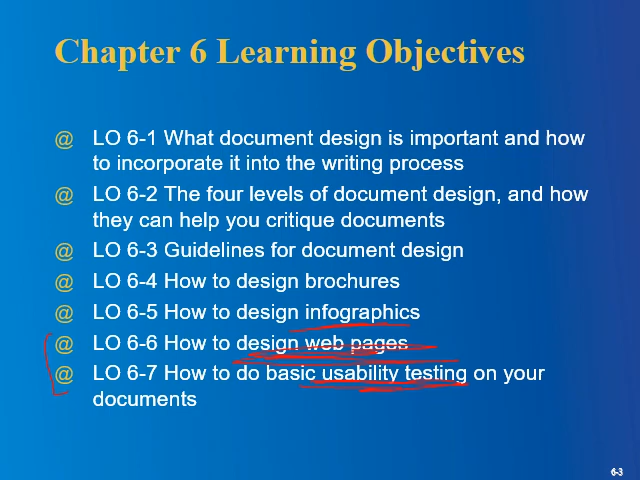 Chapter 6 Learning Objectives
@ LO 6-1 What document design is important and how
to incorporate it into the writing process
@ LO 6-2 The four levels of document design, and how
they can help you critique documents
@ LO 6-3 Guidelines for document design
@ LO 6-4 How to design brochures
@ LO 6-5 How to design infographics
@ LO 6-6 How to design web pages
@ LO 6-7 How to do basic usability testing on your
documents
6-3